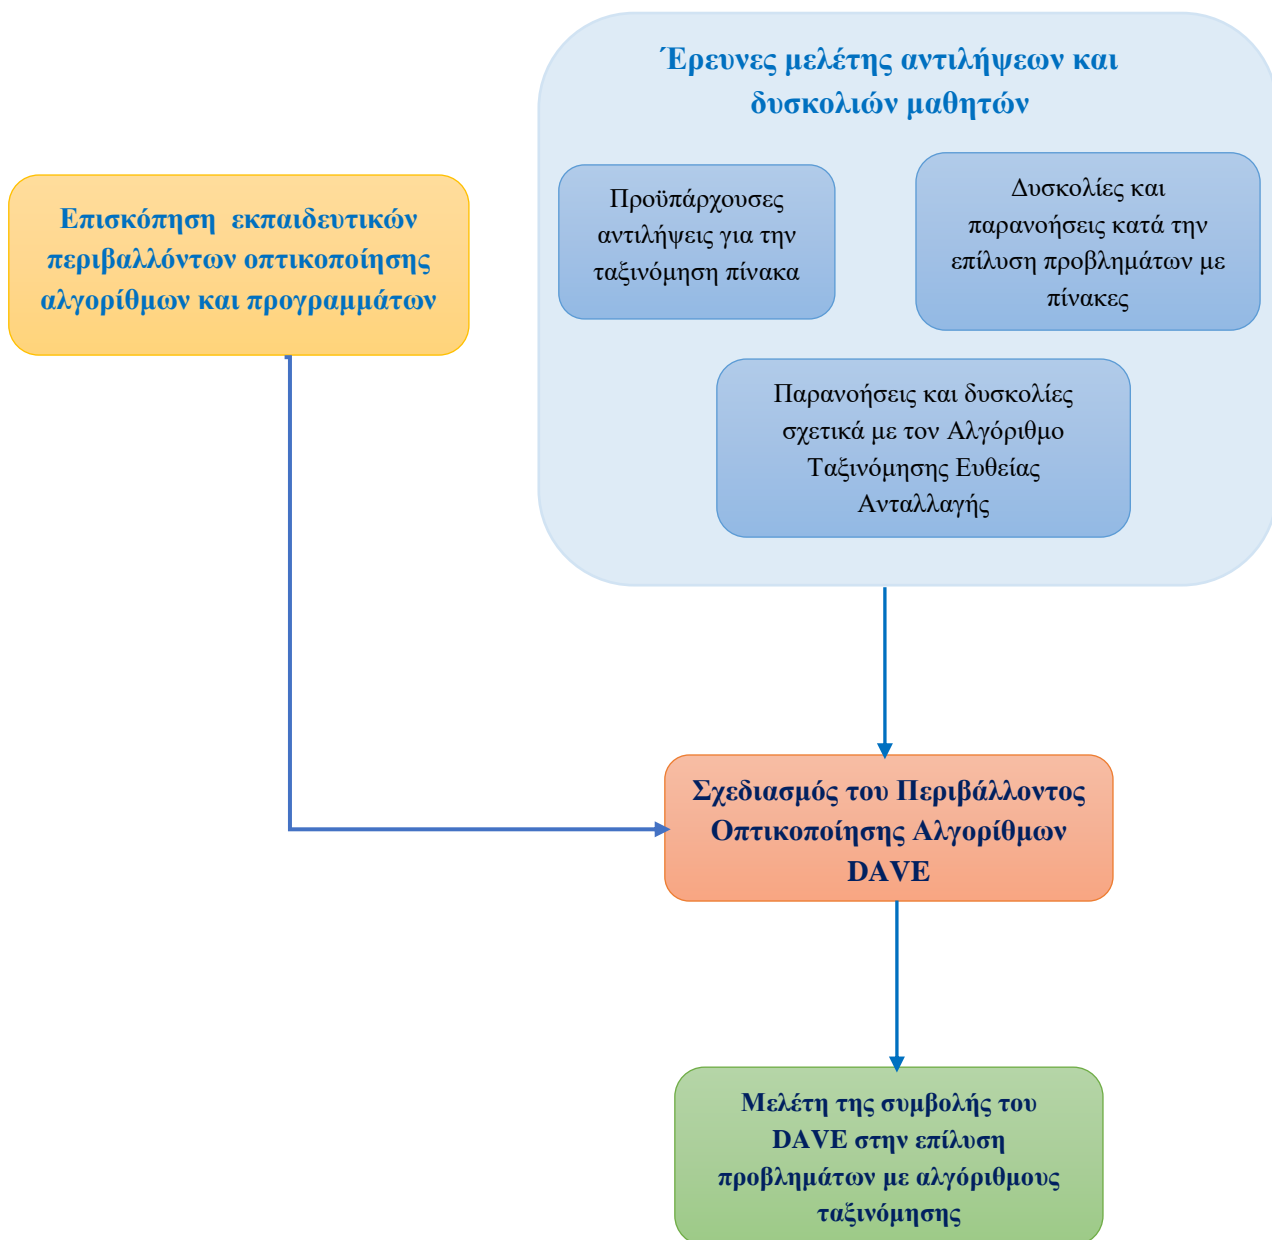 Έρευνες μελέτης αντιλήψεων και
δυσκολιών μαθητών
Προϋπάρχουσες
αντιλήψεις για την
ταξινόμηση πίνακα
Δυσκολίες και
παρανοήσεις κατά την
επίλυση προβλημάτων με
πίνακες
Επισκόπηση εκπαιδευτικών
περιβαλλόντων οπτικοποίησης
αλγορίθμων και προγραμμάτων
Παρανοήσεις και δυσκολίες
σχετικά με τον Αλγόριθμο
Ταξινόμησης Ευθείας
Ανταλλαγής
Σχεδιασμός του Περιβάλλοντος
Οπτικοποίησης Αλγορίθμων
DAVE
Μελέτη της συμβολής του
DAVE στην επίλυση
προβλημάτων με αλγόριθμους
ταξινόμησης